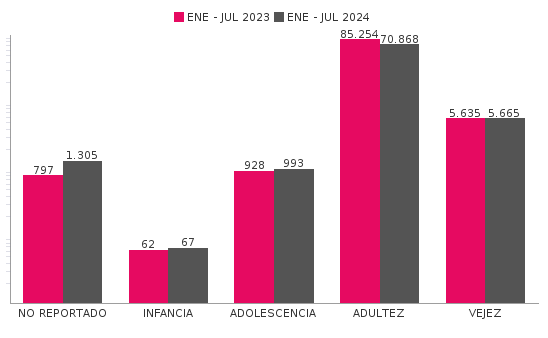 ENE - JUL 2023 ENE - JUL 2024
797 1.305 62 67 928 993 85.254 70.868 5.635 5.665
NO REPORTADO INFANCIA ADOLESCENCIA ADULTEZ VEJEZ